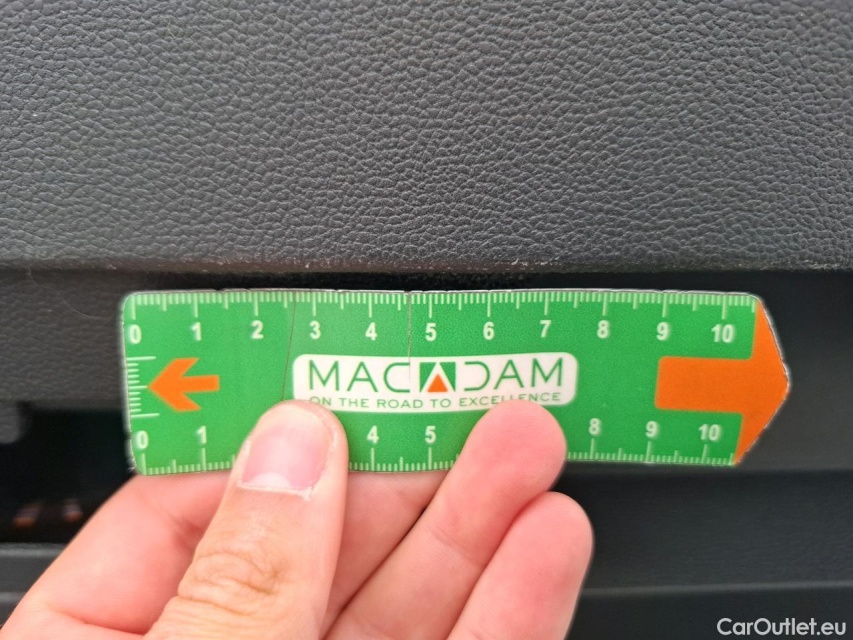 0 1 2 3 4 5 6 7 8 9 10
MACADAM
ON THE ROAD TO EXCELLENCE
0 1 4 5 8 9 10
CarOutlet.eu